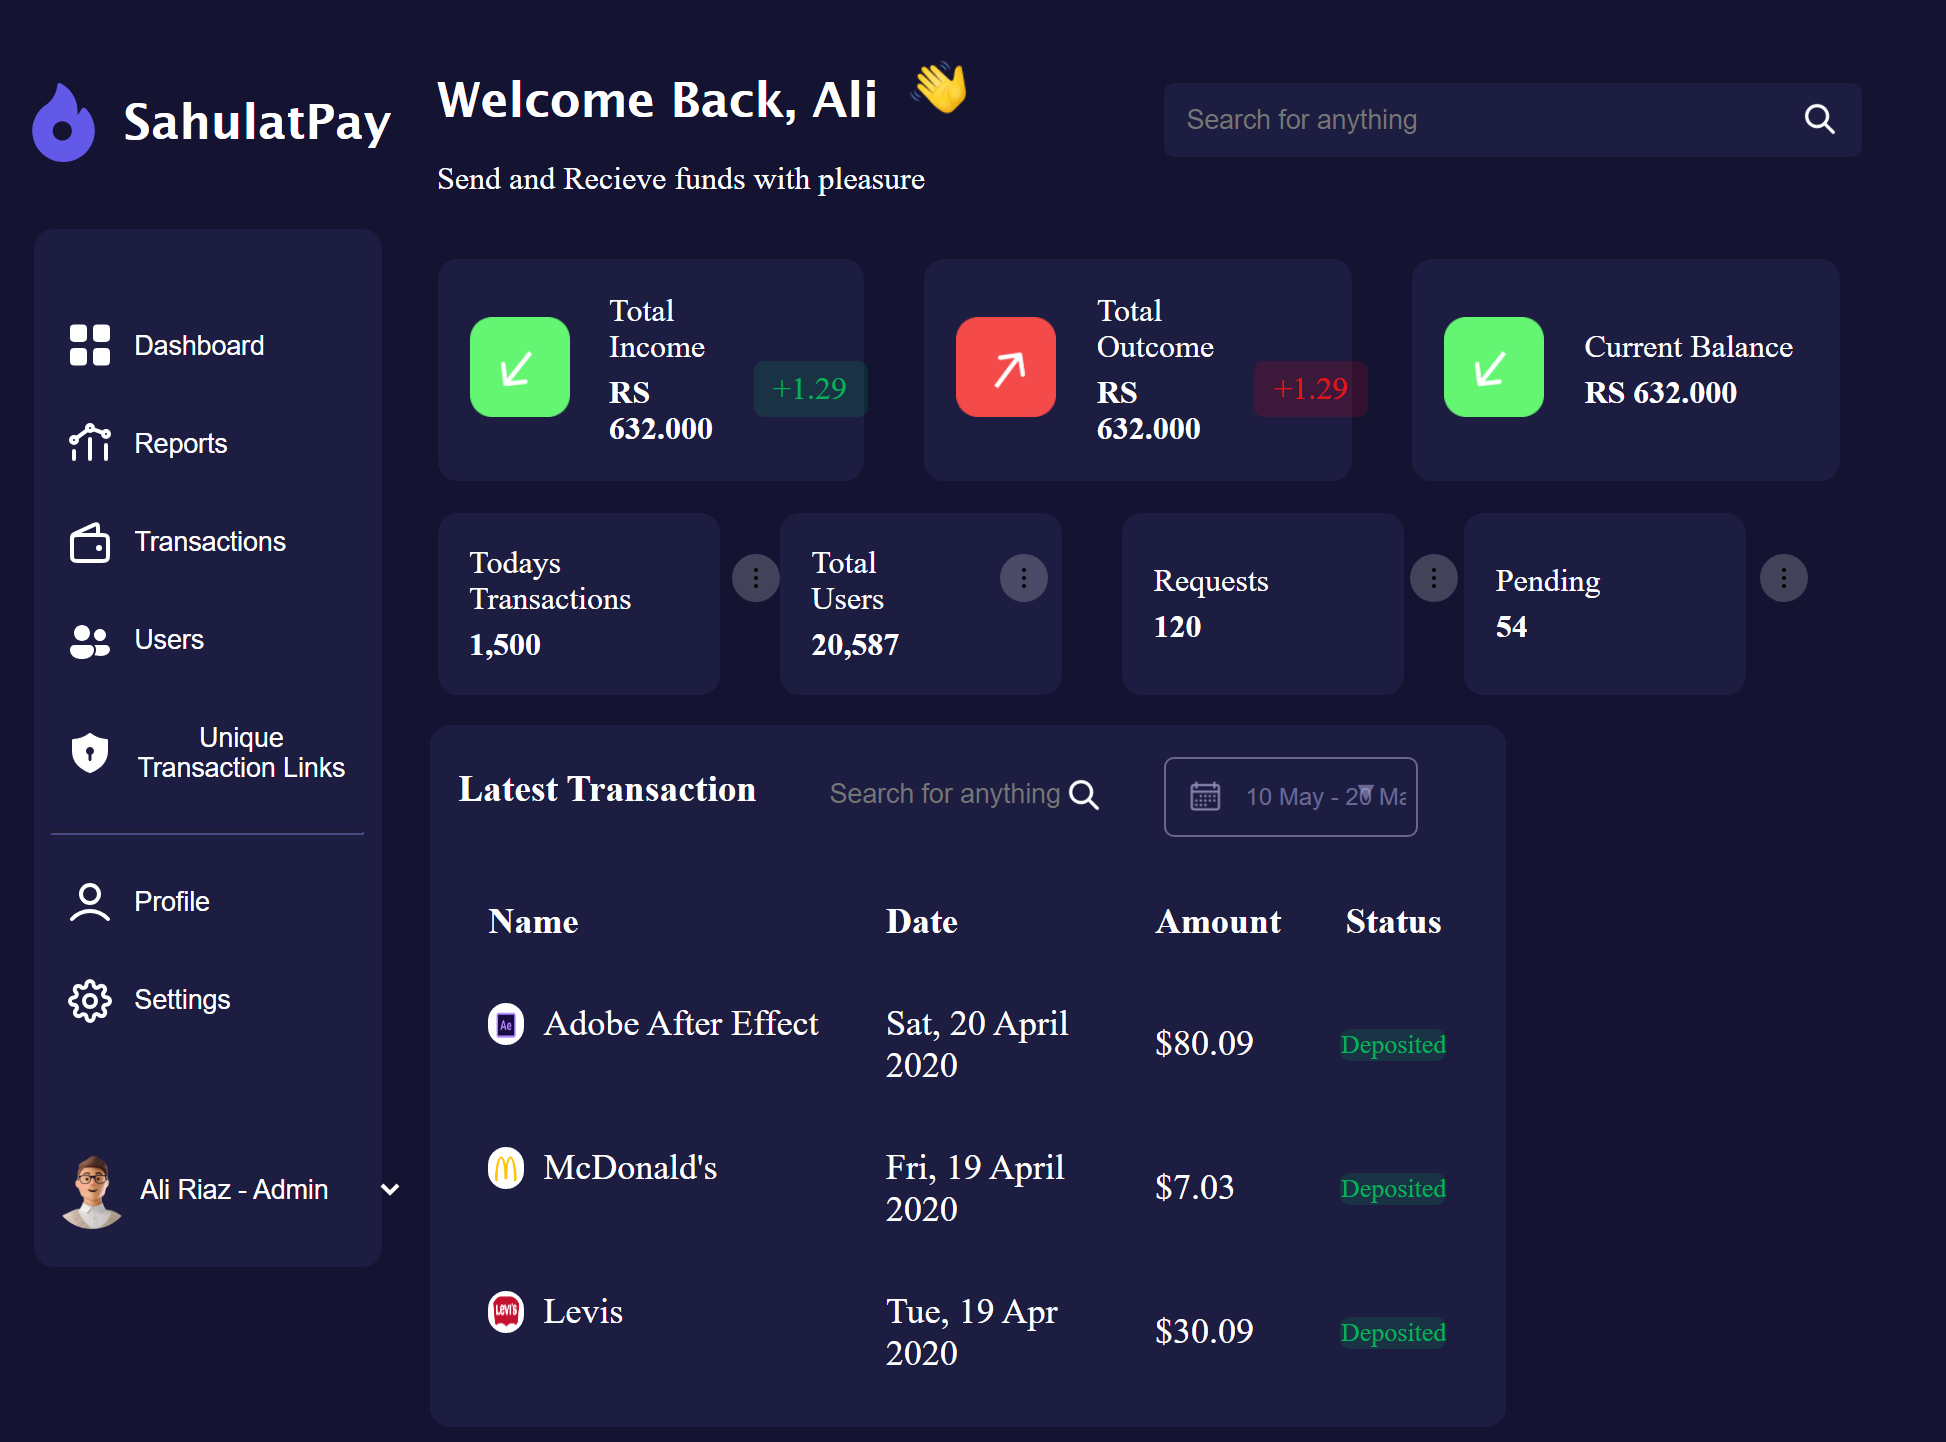 SahulatPay
Welcome Back, Ali
Send and Recieve funds with pleasure
Search for anything
Dashboard
Reports
Transactions
Users
Unique
Transaction Links
Profile
Settings
Ali Riaz - Admin
Total
Income
RS
632.000
+1.29
Total
Outcome
RS
632.000
+1.29
Current Balance
RS 632.000
Todays
Transactions
1,500
Total
Users
20,587
Requests
120
Pending
54
Latest Transaction
Search for anything
10 May - 20 Ma
Name Date Amount Status
Ae
Adobe After Effect
Sat, 20 April
2020
$80.09
Deposited
McDonald's
Fri, 19 April
2020
$7.03
Deposited
LEVI'S
Levis
Tue, 19 Apr
2020
$30.09
Deposited